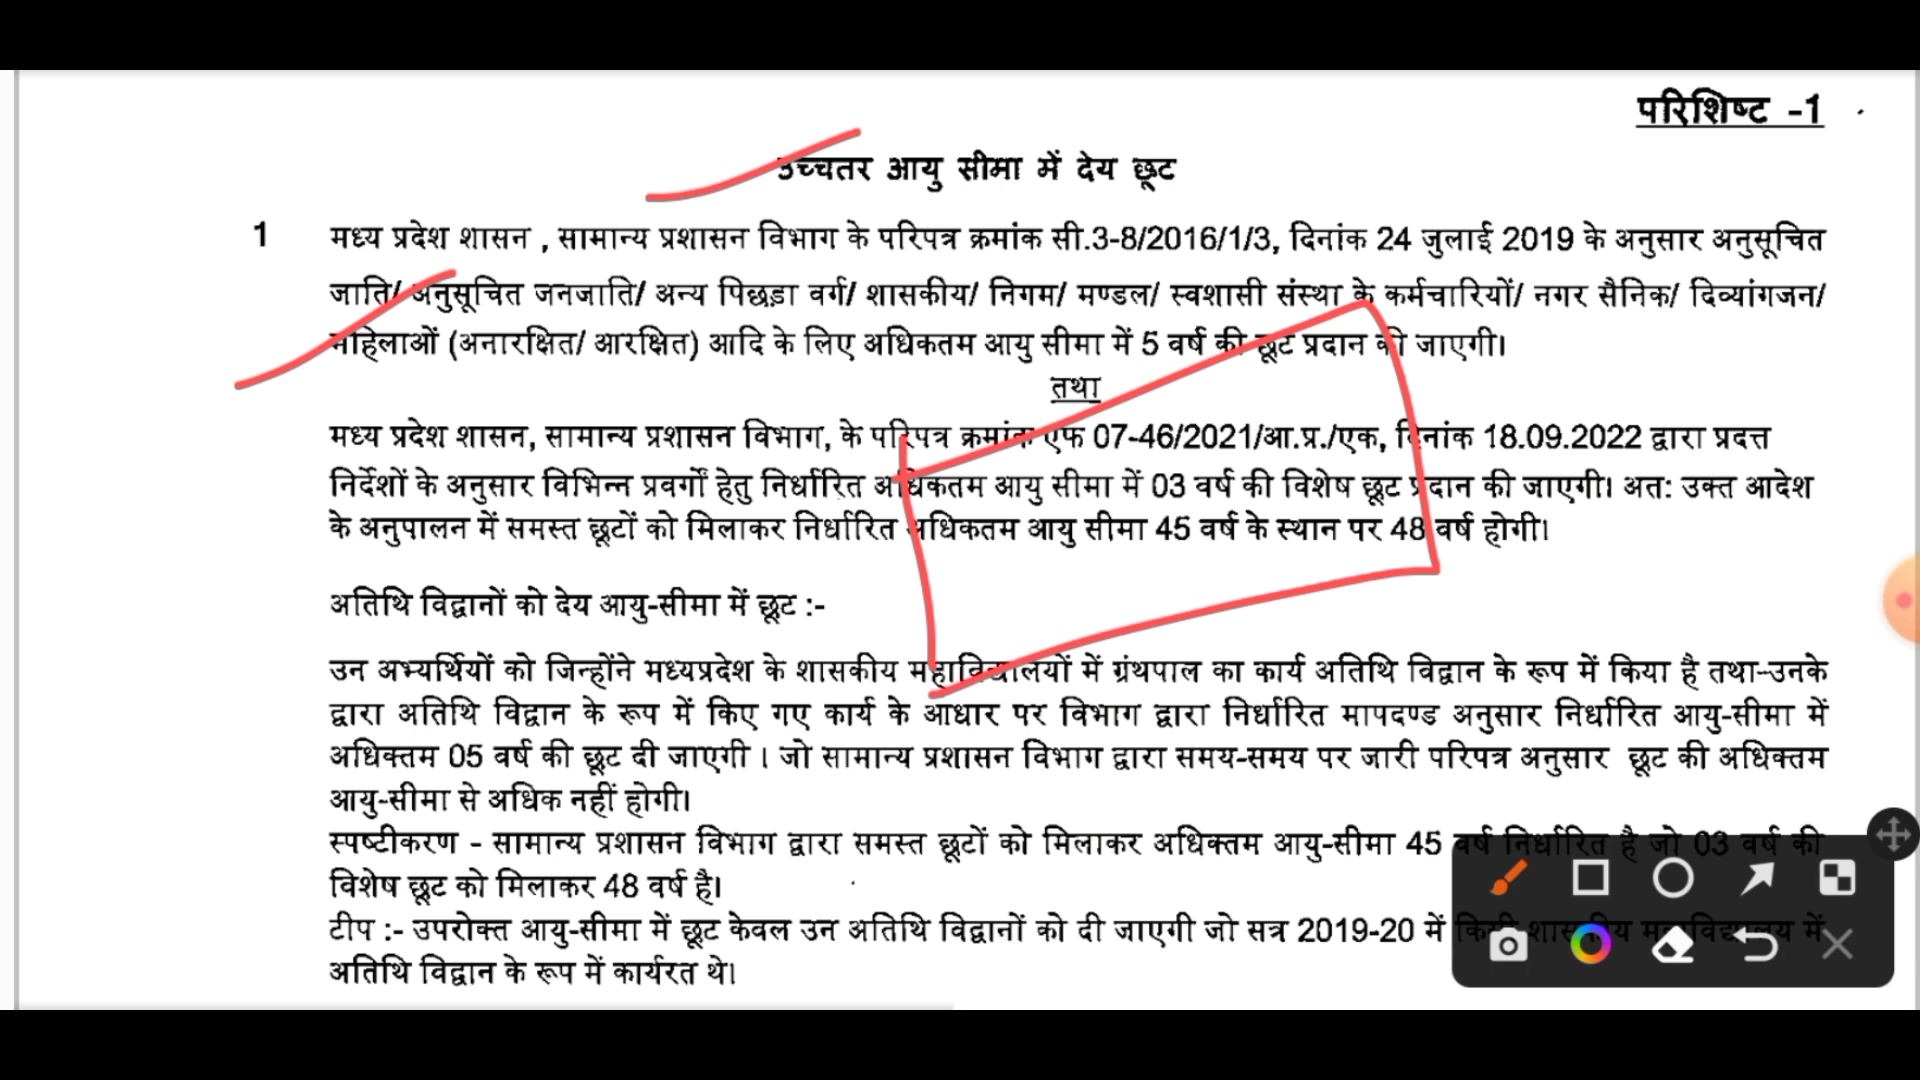 परिशिष्ट -1
उच्चतर आयु सीमा में देय छूट
1 मध्य प्रदेश शासन , सामान्य प्रशासन विभाग के परिपत्र क्रमांक सी.3-8/2016/1/3, दिनांक 24 जुलाई 2019 के अनुसार अनुसूचित
जाति/ अनुसूचित जनजाति/ अन्य पिछड़ा वर्ग/ शासकीय/ निगम/ मण्डल/ स्वशासी संस्था के कर्मचारियों/ नगर सैनिक/ दिव्यांगजन/
महिलाओं (अनारक्षित/ आरक्षित) आदि के लिए अधिकतम आयु सीमा में 5 वर्ष की छूट प्रदान की जाएगी।
तथा
मध्य प्रदेश शासन, सामान्य प्रशासन विभाग, के परिपत्र क्रमांक एफ 07-46/2021/आ.प्र./एक, दिनांक 18.09.2022 द्वारा प्रदत्त
निर्देशों के अनुसार विभिन्न प्रवर्गों हेतु निर्धारित अधिकतम आयु सीमा में 03 वर्ष की विशेष छूट प्रदान की जाएगी। अत: उक्त आदेश
के अनुपालन में समस्त छूटों को मिलाकर निर्धारित अधिकतम आयु सीमा 45 वर्ष के स्थान पर 48 वर्ष होगी।
अतिथि विद्वानों को देय आयु-सीमा में छूट :-
उन अभ्यर्थियों को जिन्होंने मध्यप्रदेश के शासकीय महाविद्यालयों में ग्रंथपाल का कार्य अतिथि विद्वान के रूप में किया है तथा-उनके
द्वारा अतिथि विद्वान के रूप में किए गए कार्य के आधार पर विभाग द्वारा निर्धारित मापदण्ड अनुसार निर्धारित आयु-सीमा में
अधिक्तम 05 वर्ष की छूट दी जाएगी । जो सामान्य प्रशासन विभाग द्वारा समय-समय पर जारी परिपत्र अनुसार छूट की अधिक्तम
आयु-सीमा से अधिक नहीं होगी।
स्पष्टीकरण - सामान्य प्रशासन विभाग द्वारा समस्त छूटों को मिलाकर अधिक्तम आयु-सीमा 45 वर्ष निर्धारित है जो 03 वर्ष की
विशेष छूट को मिलाकर 48 वर्ष है।
टीप :- उपरोक्त आयु-सीमा में छूट केवल उन अतिथि विद्वानों को दी जाएगी जो सत्र 2019-20 में किसी शासकीय महाविद्यालय में
अतिथि विद्वान के रूप में कार्यरत थे।